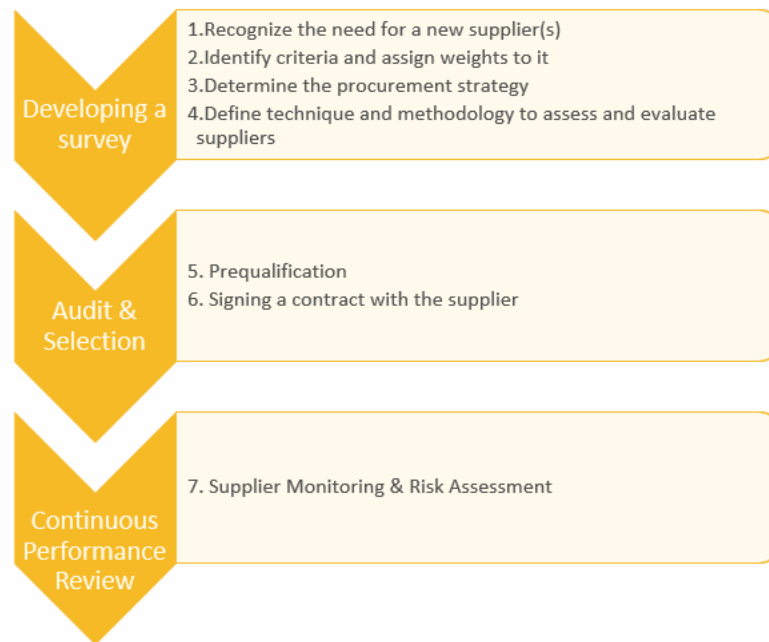 Developing a
survey
1.Recognize the need for a new supplier(s)
2.Identify criteria and assign weights to it
3.Determine the procurement strategy
4.Define technique and methodology to assess and evaluate
suppliers
Audit &
Selection
5. Prequalification
6. Signing a contract with the supplier
Continuous
Performance
Review
7. Supplier Monitoring & Risk Assessment